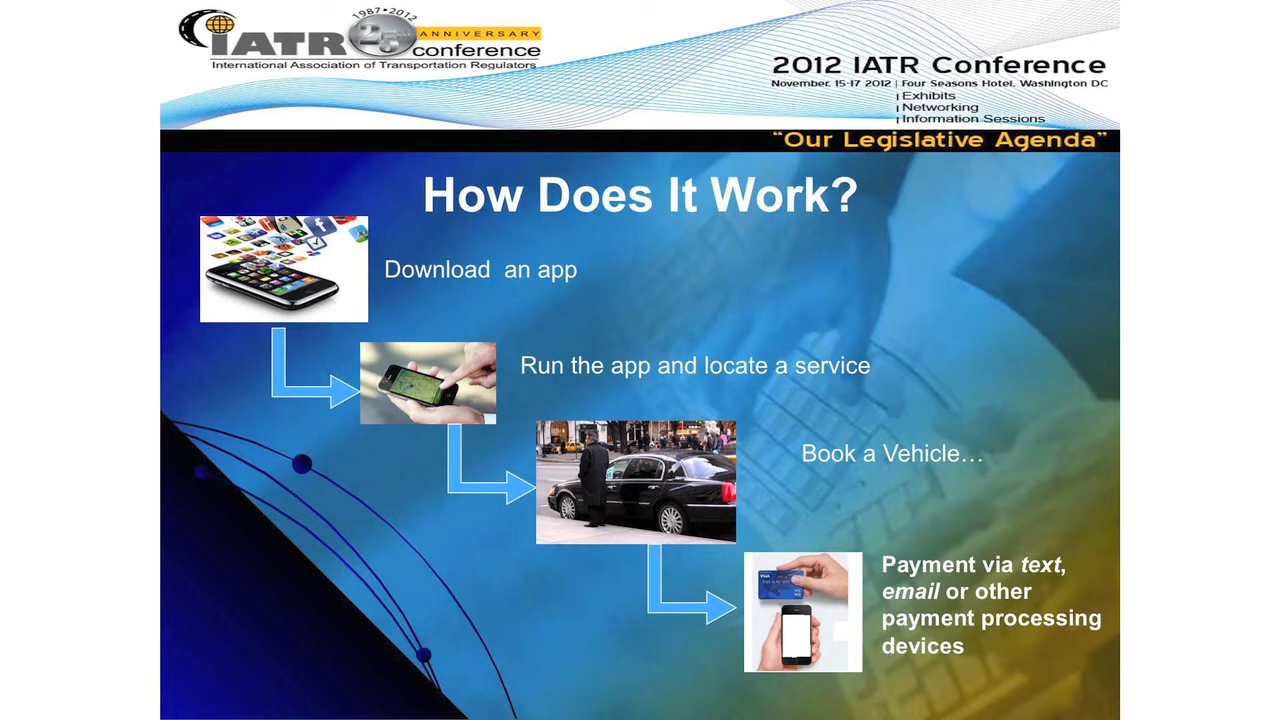 1987•2012
IATR 25th ANNIVERSARY
conference
International Association of Transportation Regulators
2012 IATR Conference
November. 15-17 2012 | Four Seasons Hotel, Washington DC
| Exhibits
| Networking
| Information Sessions
“Our Legislative Agenda”
How Does It Work?
Download an app
Run the app and locate a service
Book a Vehicle…
VISA
Payment via text,
email or other
payment processing
devices